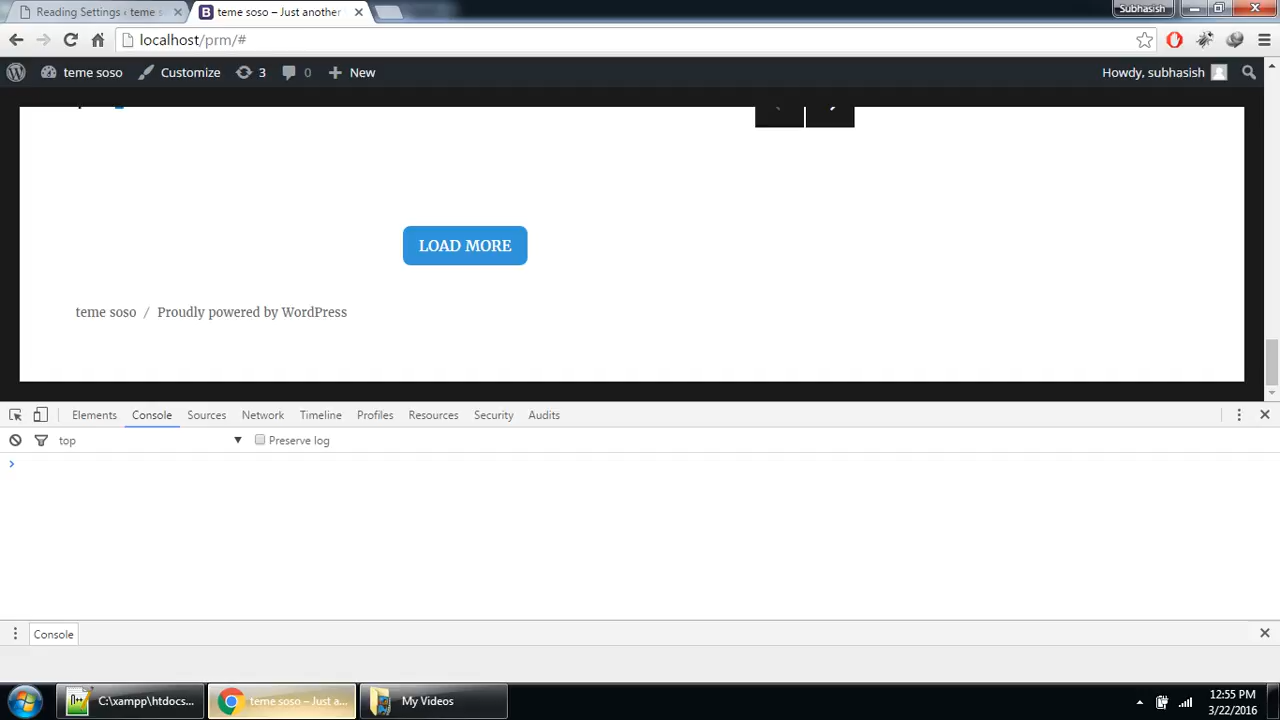 Reading Settings ‹ teme s
teme soso – Just another
Subhasish
localhost/prm/#
teme soso
Customize
3
0
New
Howdy, subhasish
LOAD MORE
teme soso / Proudly powered by WordPress
Elements
Console
Sources
Network
Timeline
Profiles
Resources
Security
Audits
top
Preserve log
Console
C:\xampp\htdocs...
teme soso – Just a...
My Videos
12:55 PM
3/22/2016